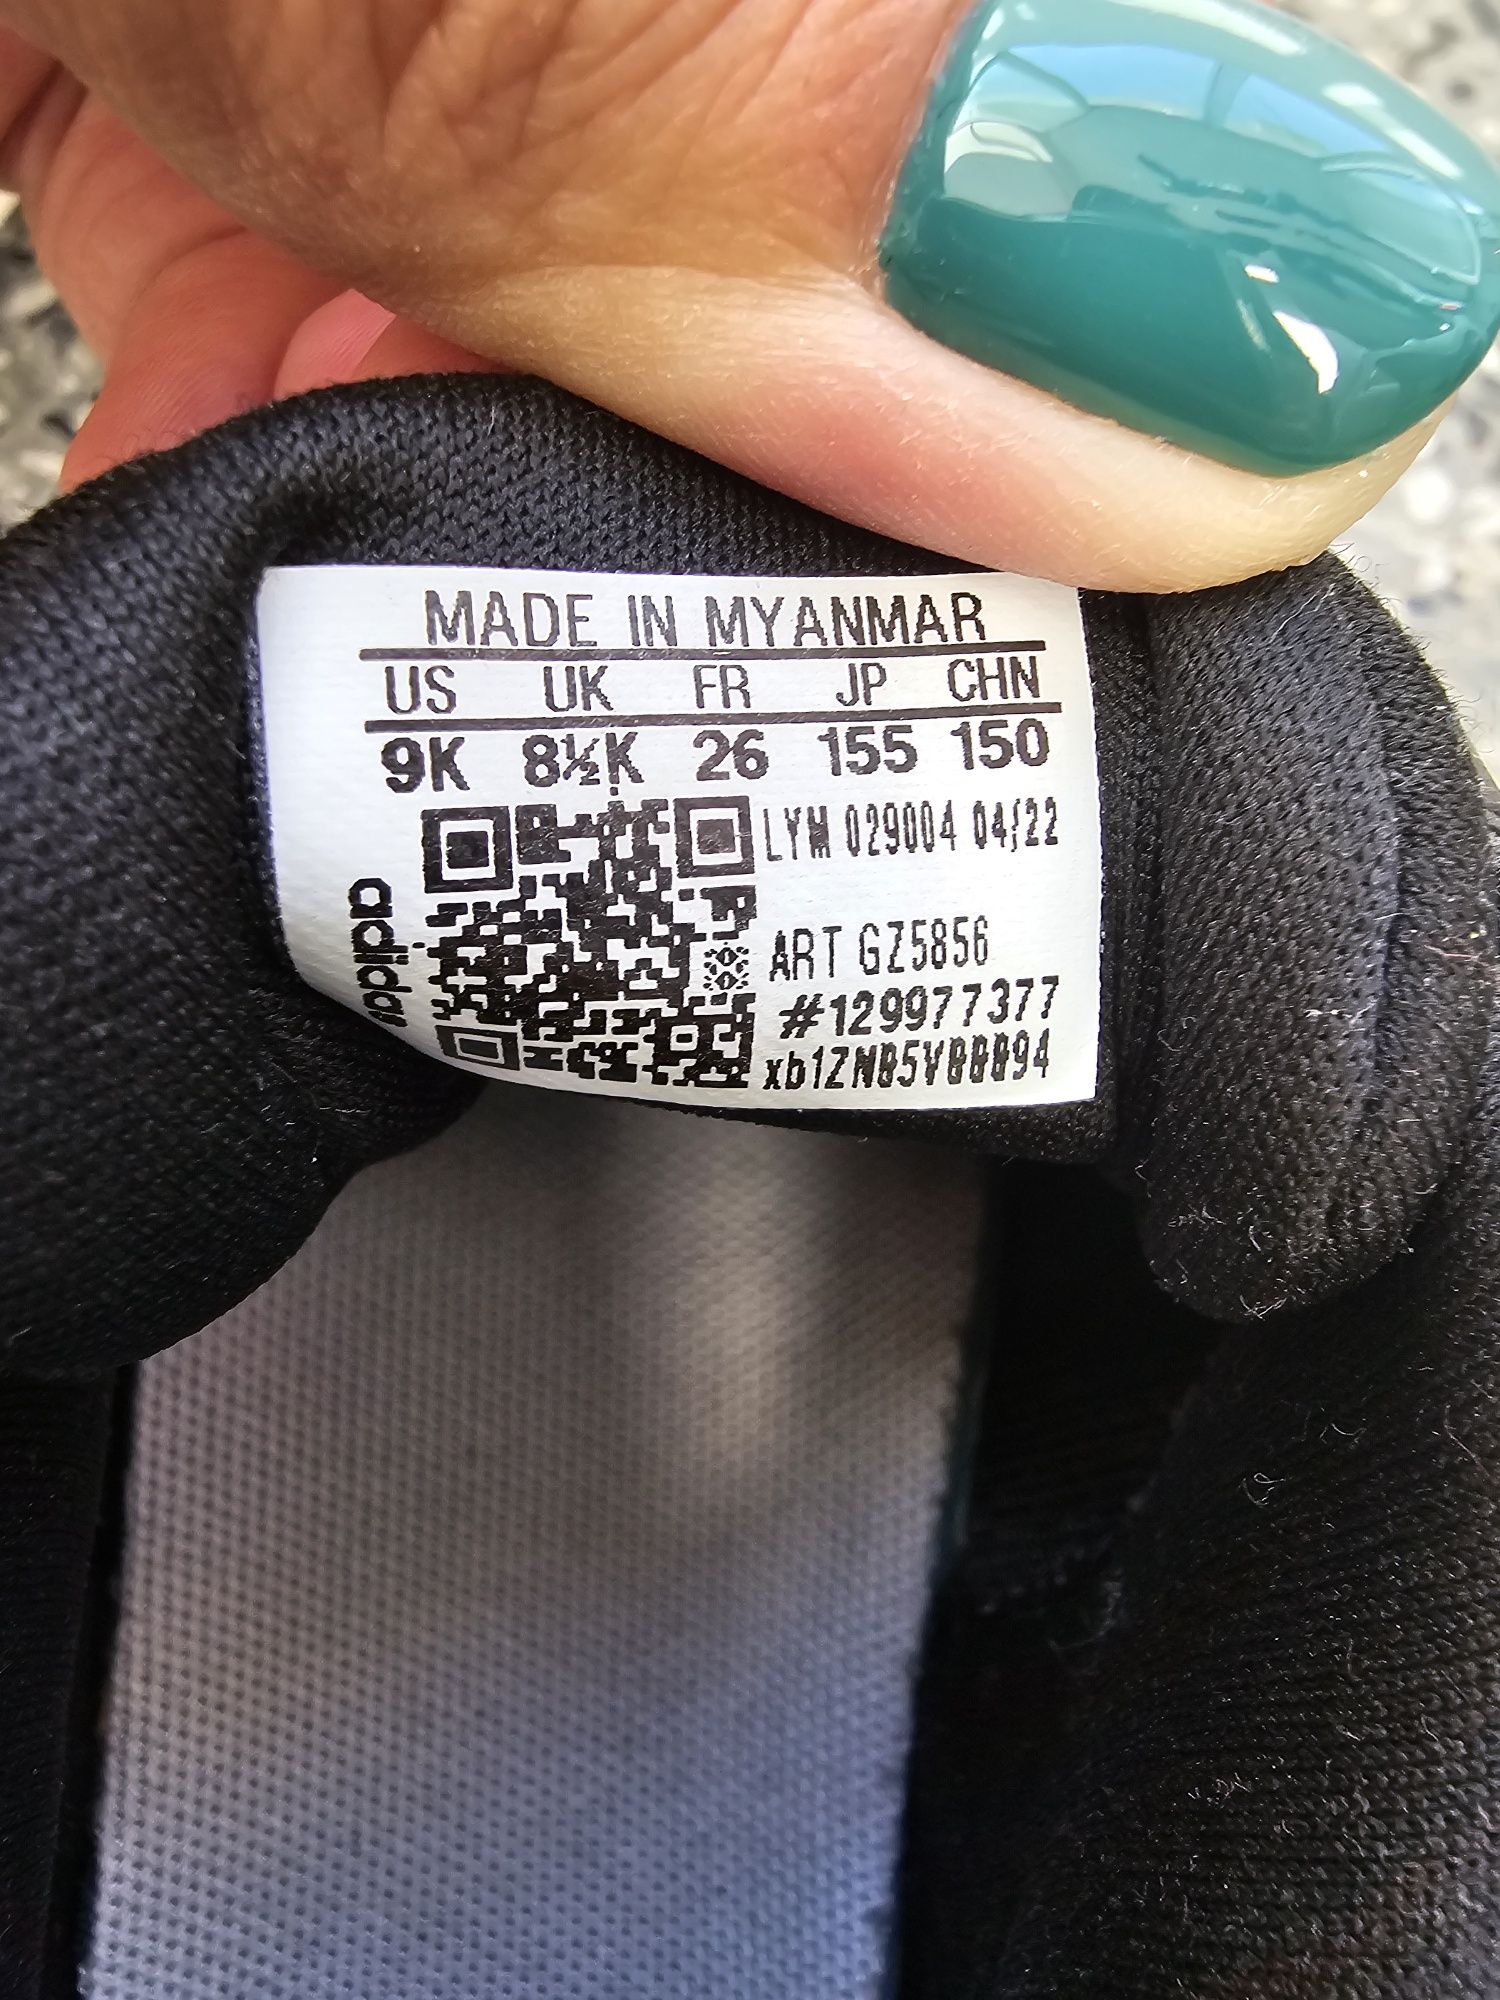 MADE IN MYANMAR
US UK FR JP CHN
9K 8½K 26 155 150
LYM 029004 04/22
adidas
ART GZ5856
#129977377